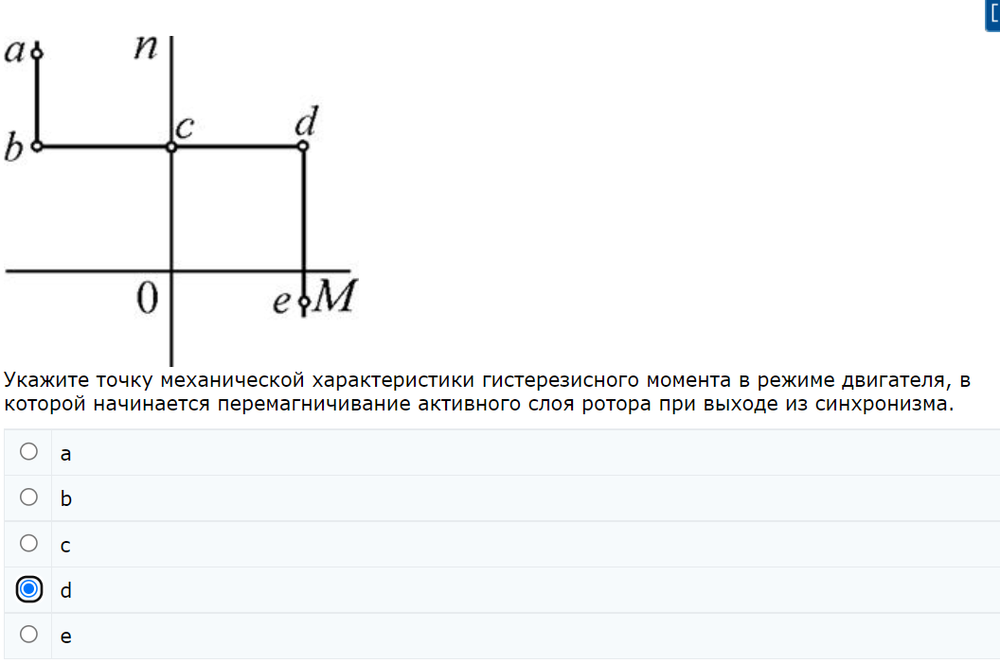 a n
c d
b
0 e M
Укажите точку механической характеристики гистерезисного момента в режиме двигателя, в
которой начинается перемагничивание активного слоя ротора при выходе из синхронизма.
a
b
c
d
e